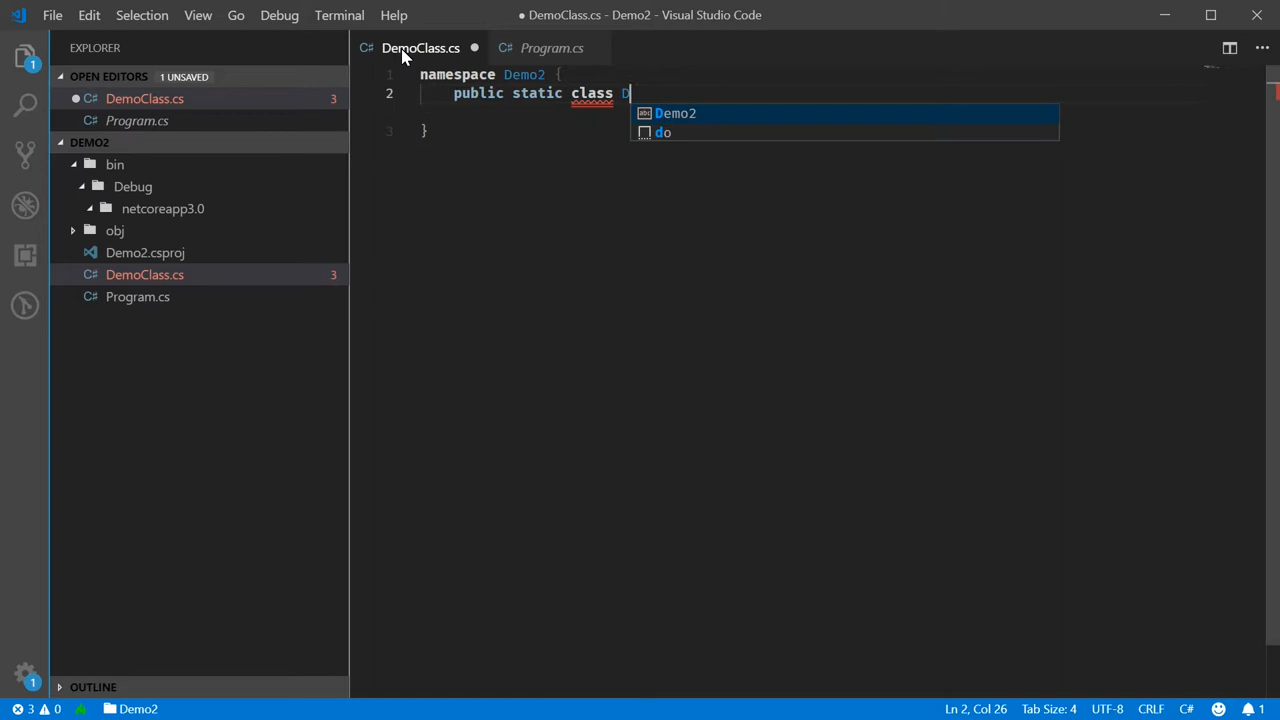 File Edit Selection View Go Debug Terminal Help
● DemoClass.cs - Demo2 - Visual Studio Code
EXPLORER
OPEN EDITORS 1 UNSAVED
DemoClass.cs 3
Program.cs
DEMO2
bin
Debug
netcoreapp3.0
obj
Demo2.csproj
DemoClass.cs 3
Program.cs
OUTLINE
1
1
C# DemoClass.cs
C# Program.cs
1 namespace Demo2 {
2 public static class D
Demo2
do
3 }
3 0 Demo2
Ln 2, Col 26 Tab Size: 4 UTF-8 CRLF C# 1